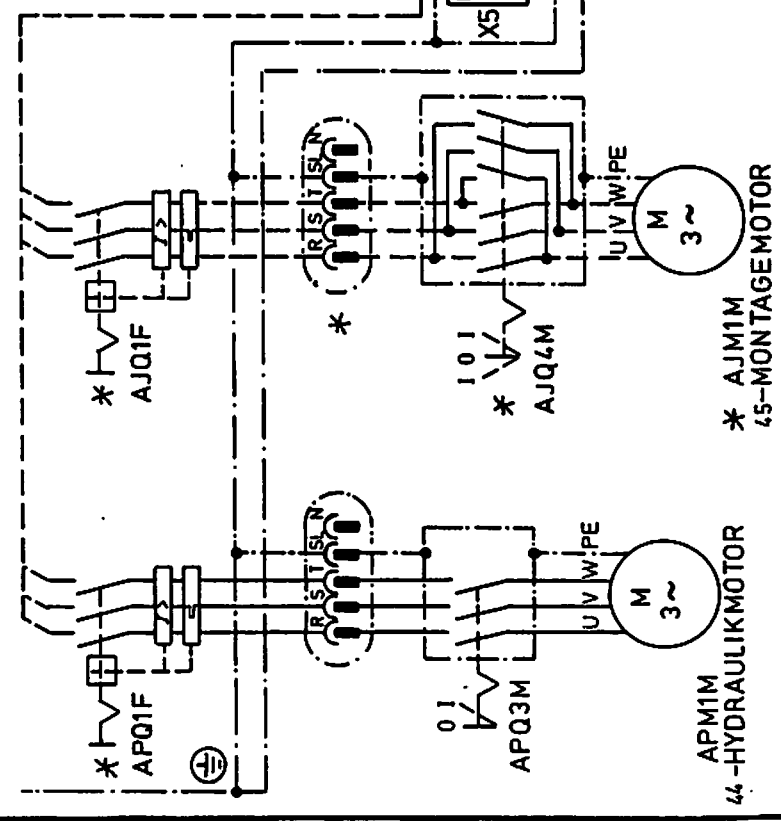 X5
N
SL
T
S
R
*
* AJQ1F
I 0 I
* AJQ4M
U V W PE
M
3~
* AJM1M
45-MONTAGEMOTOR
I>
N
SL
T
S
R
* APQ1F
0 I
APQ3M
U V W PE
M
3~
APM1M
44-HYDRAULIKMOTOR
I>